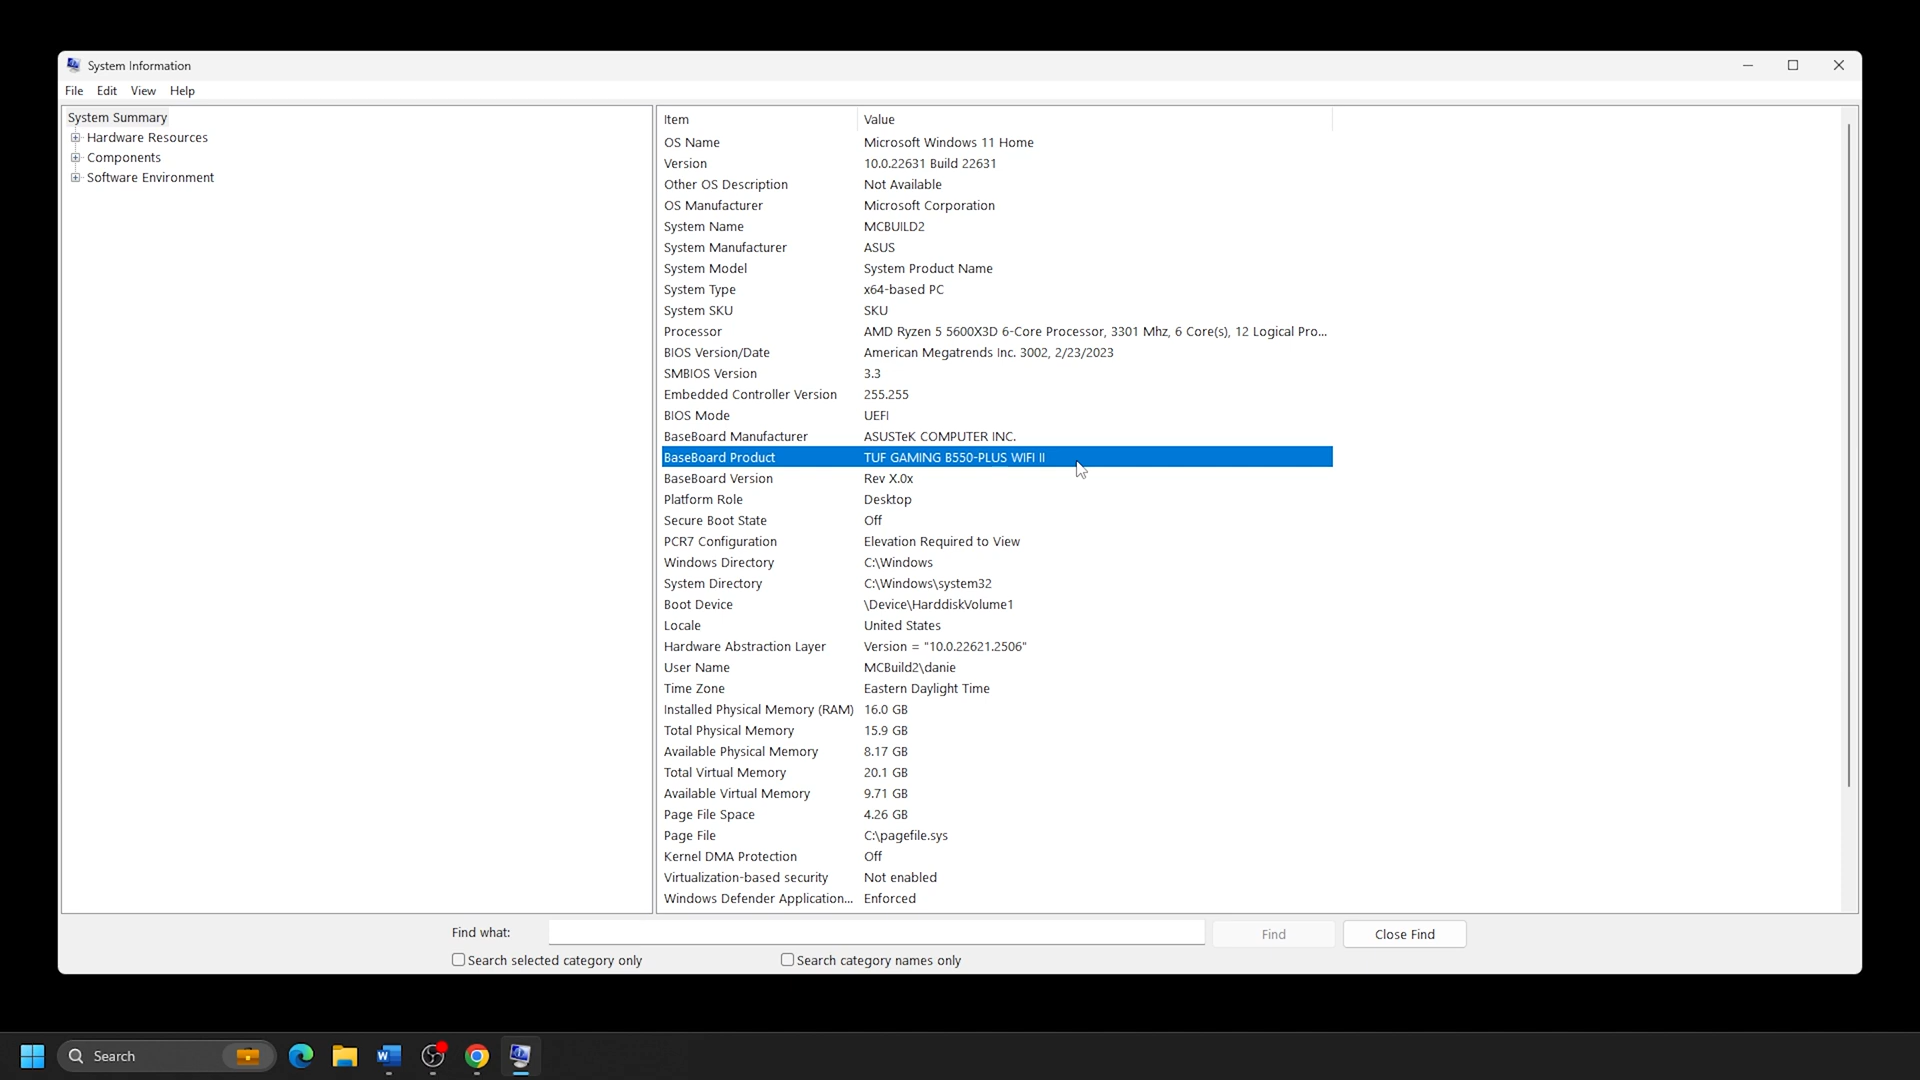 System Information
File Edit View Help
System Summary
Hardware Resources
Components
Software Environment
Item Value
OS Name Microsoft Windows 11 Home
Version 10.0.22631 Build 22631
Other OS Description Not Available
OS Manufacturer Microsoft Corporation
System Name MCBUILD2
System Manufacturer ASUS
System Model System Product Name
System Type x64-based PC
System SKU SKU
Processor AMD Ryzen 5 5600X3D 6-Core Processor, 3301 Mhz, 6 Core(s), 12 Logical Pro...
BIOS Version/Date American Megatrends Inc. 3002, 2/23/2023
SMBIOS Version 3.3
Embedded Controller Version 255.255
BIOS Mode UEFI
BaseBoard Manufacturer ASUSTeK COMPUTER INC.
BaseBoard Product TUF GAMING B550-PLUS WIFI II
BaseBoard Version Rev X.0x
Platform Role Desktop
Secure Boot State Off
PCR7 Configuration Elevation Required to View
Windows Directory C:\Windows
System Directory C:\Windows\system32
Boot Device \Device\HarddiskVolume1
Locale United States
Hardware Abstraction Layer Version = "10.0.22621.2506"
User Name MCBuild2\danie
Time Zone Eastern Daylight Time
Installed Physical Memory (RAM) 16.0 GB
Total Physical Memory 15.9 GB
Available Physical Memory 8.17 GB
Total Virtual Memory 20.1 GB
Available Virtual Memory 9.71 GB
Page File Space 4.26 GB
Page File C:\pagefile.sys
Kernel DMA Protection Off
Virtualization-based security Not enabled
Windows Defender Application... Enforced
Find what: Find Close Find
Search selected category only Search category names only
Search